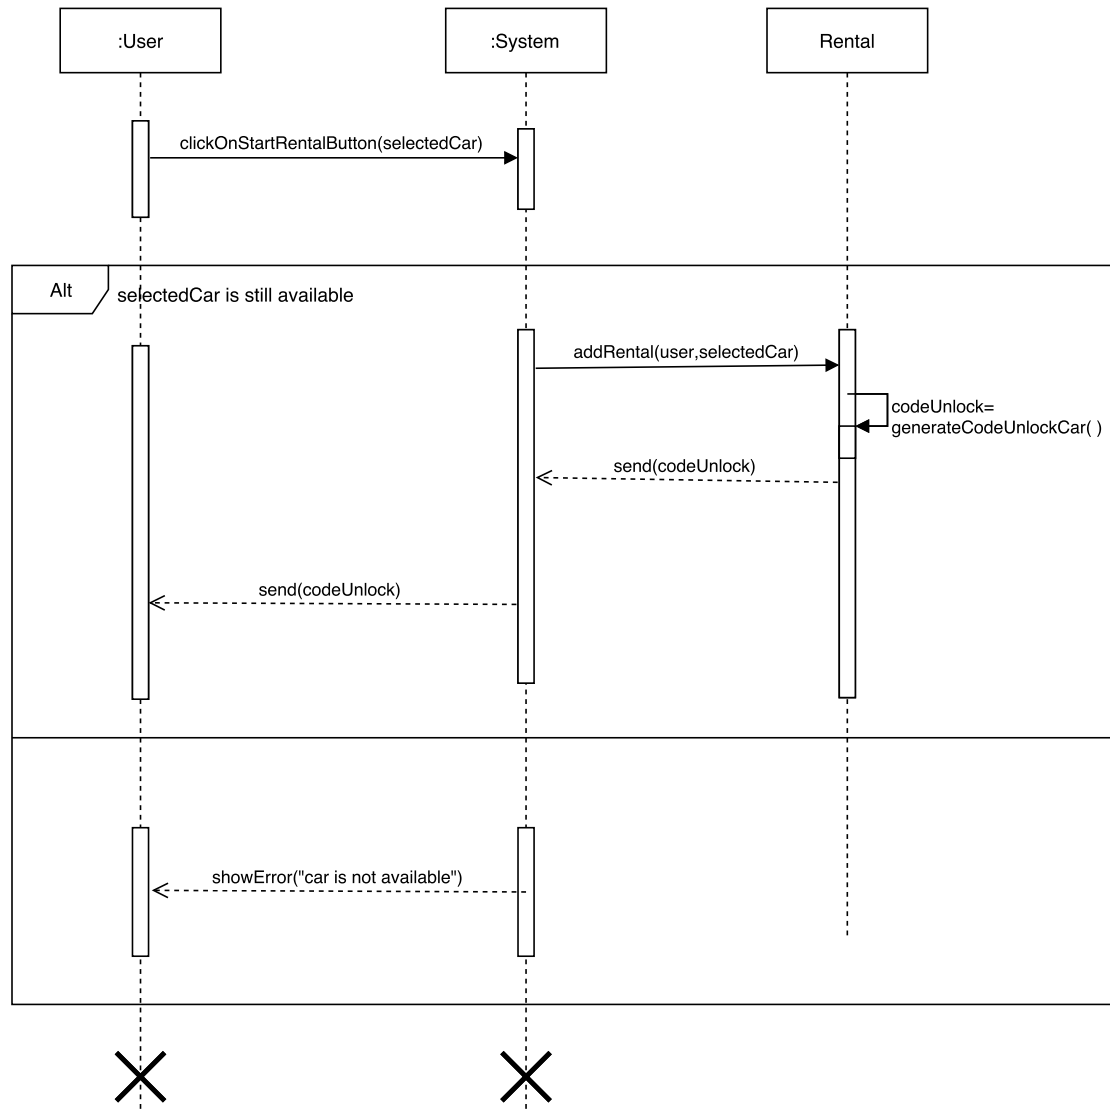 :User
:System
Rental
clickOnStartRentalButton(selectedCar)
Alt
selectedCar is still available
addRental(user,selectedCar)
codeUnlock=
generateCodeUnlockCar( )
send(codeUnlock)
send(codeUnlock)
showError("car is not available")